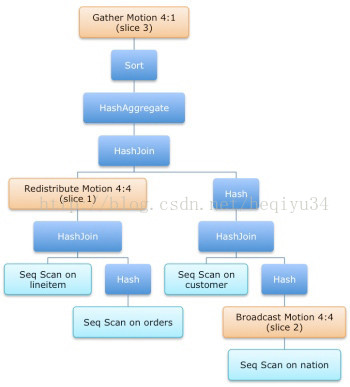 Gather Motion 4:1
(slice 3)
Sort
HashAggregate
HashJoin
Redistribute Motion 4:4
(slice 1)
Hash
http://blog.csdn.net/heqiyu34
HashJoin
HashJoin
Seq Scan on
lineitem
Hash
Seq Scan on
customer
Hash
Seq Scan on orders
Broadcast Motion 4:4
(slice 2)
Seq Scan on nation